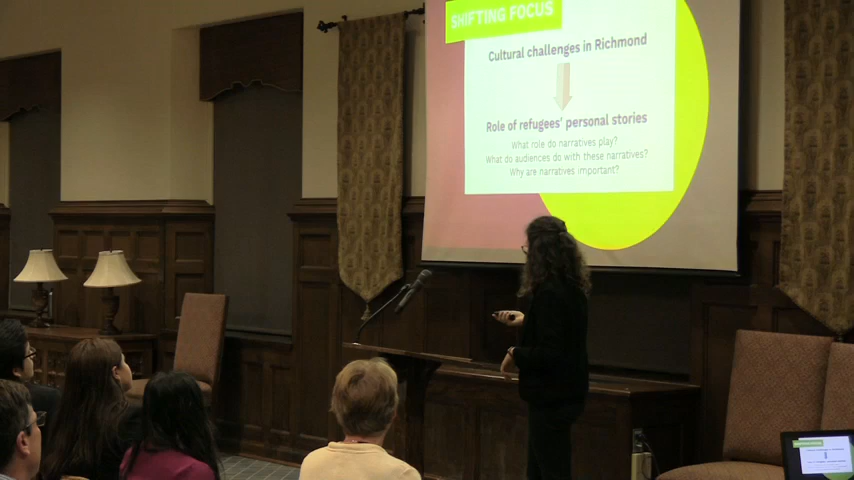 SHIFTING FOCUS
Cultural challenges in Richmond
Role of refugees' personal stories
What role do narratives play?
What do audiences do with these narratives?
Why are narratives important?